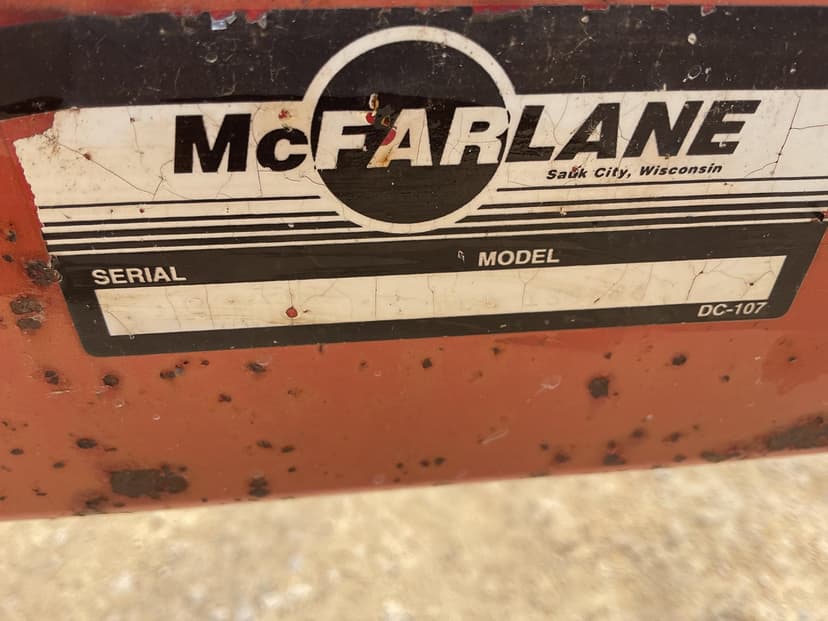 McFARLANE
Sauk City, Wisconsin
SERIAL MODEL
DC-107